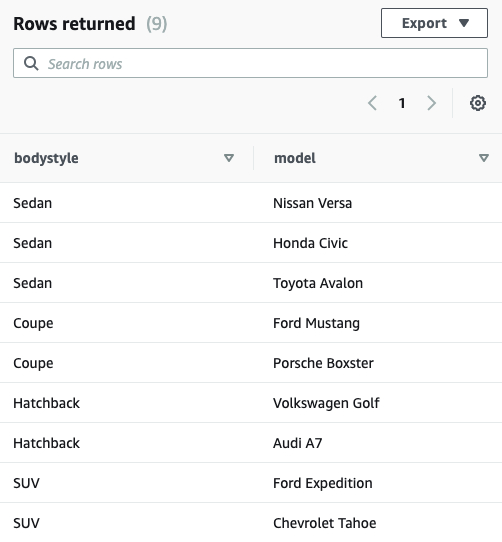 Rows returned (9)
Export
Search rows
1
bodystyle model
Sedan Nissan Versa
Sedan Honda Civic
Sedan Toyota Avalon
Coupe Ford Mustang
Coupe Porsche Boxster
Hatchback Volkswagen Golf
Hatchback Audi A7
SUV Ford Expedition
SUV Chevrolet Tahoe